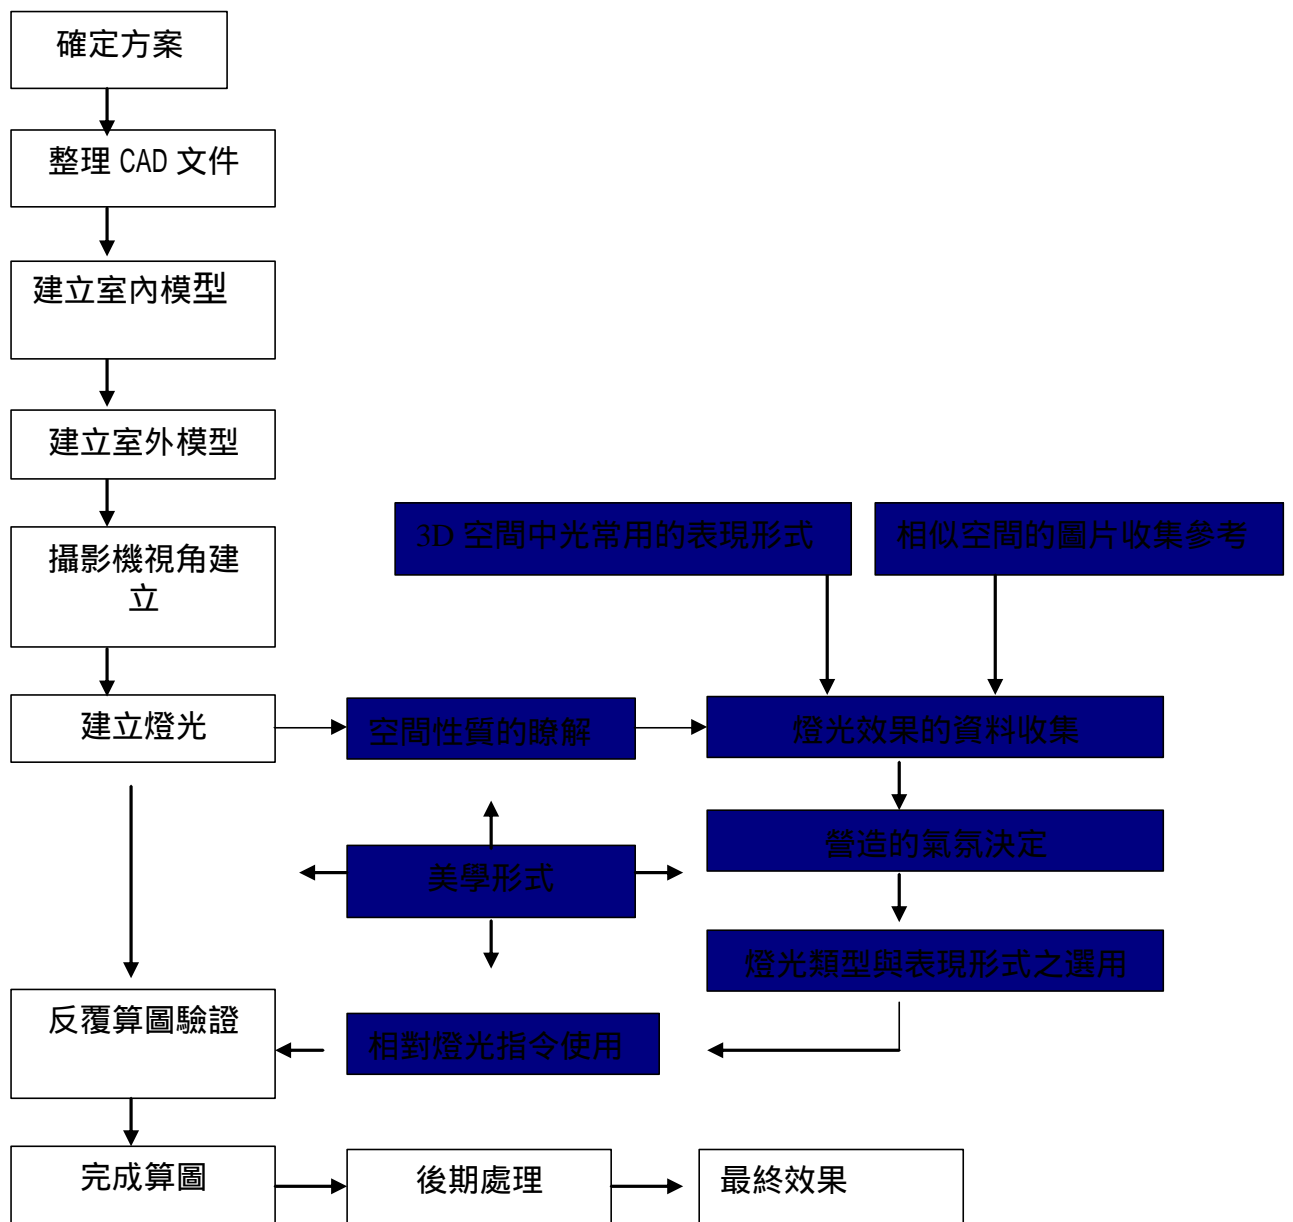 確定方案
整理 CAD 文件
建立室內模型
建立室外模型
3D 空間中光常用的表現形式
相似空間的圖片收集參考
攝影機視角建
立
建立燈光
空間性質的瞭解
燈光效果的資料收集
營造的氣氛決定
美學形式
燈光類型與表現形式之選用
反覆算圖驗證
相對燈光指令使用
完成算圖
後期處理
最終效果